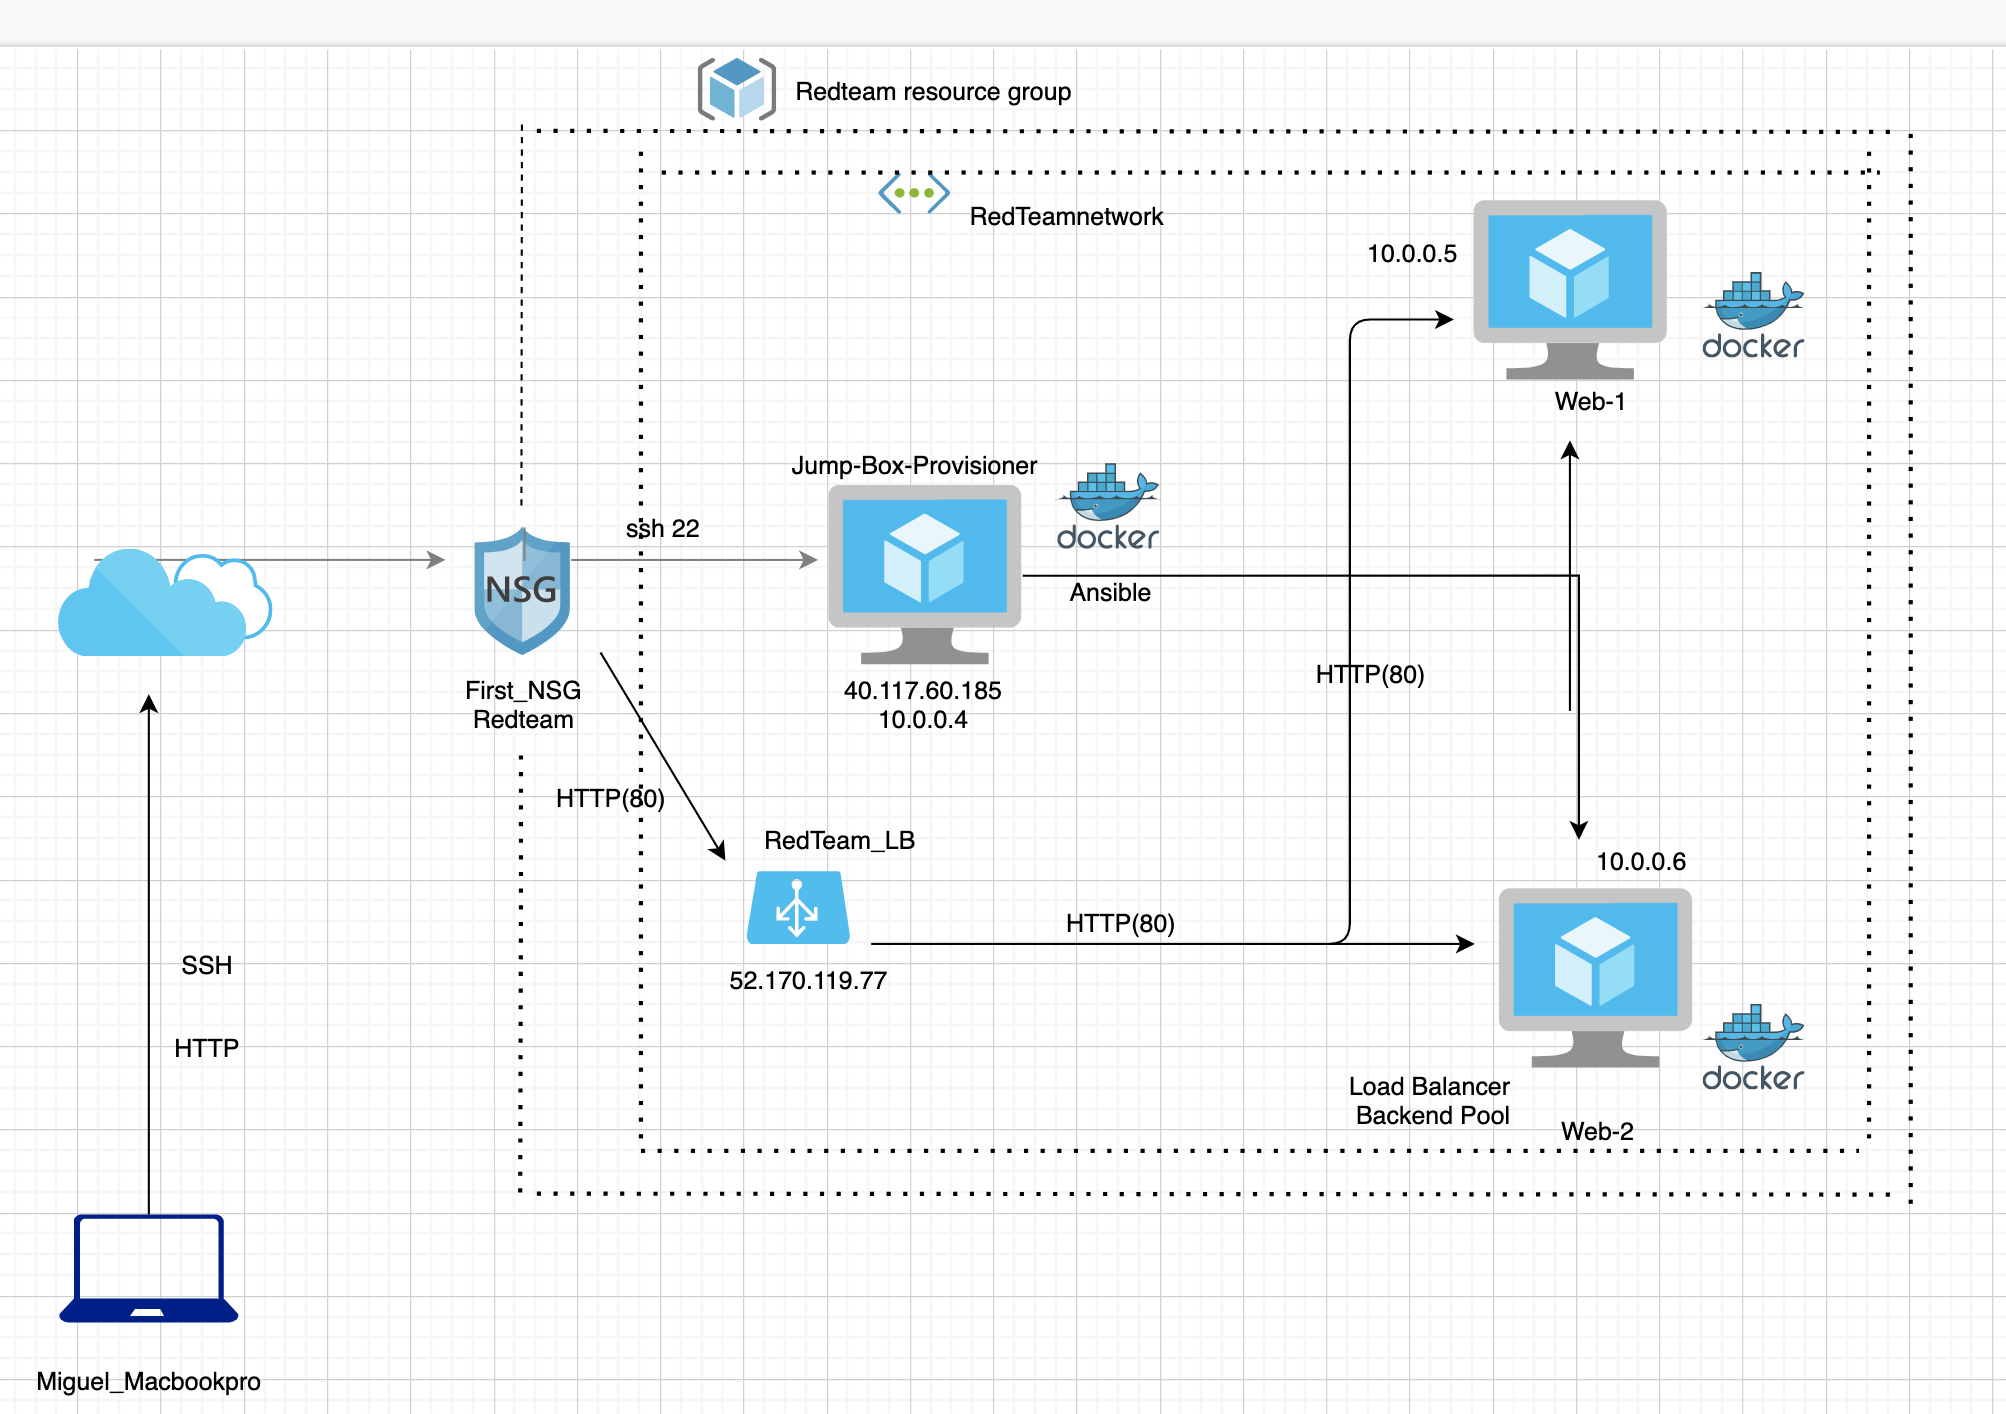 Redteam resource group
RedTeamnetwork
10.0.0.5
docker
Web-1
Jump-Box-Provisioner
docker
ssh 22
NSG
Ansible
First_NSG
Redteam
40.117.60.185
10.0.0.4
HTTP(80)
HTTP(80)
RedTeam_LB
10.0.0.6
HTTP(80)
52.170.119.77
SSH
HTTP
docker
Load Balancer
Backend Pool
Web-2
Miguel_Macbookpro